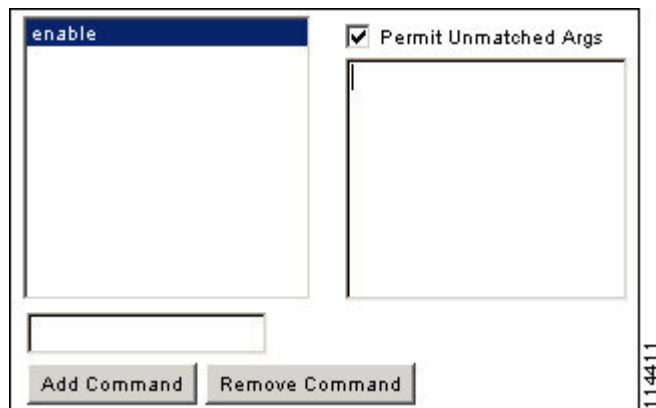 enable
Permit Unmatched Args
Add Command
Remove Command
114411